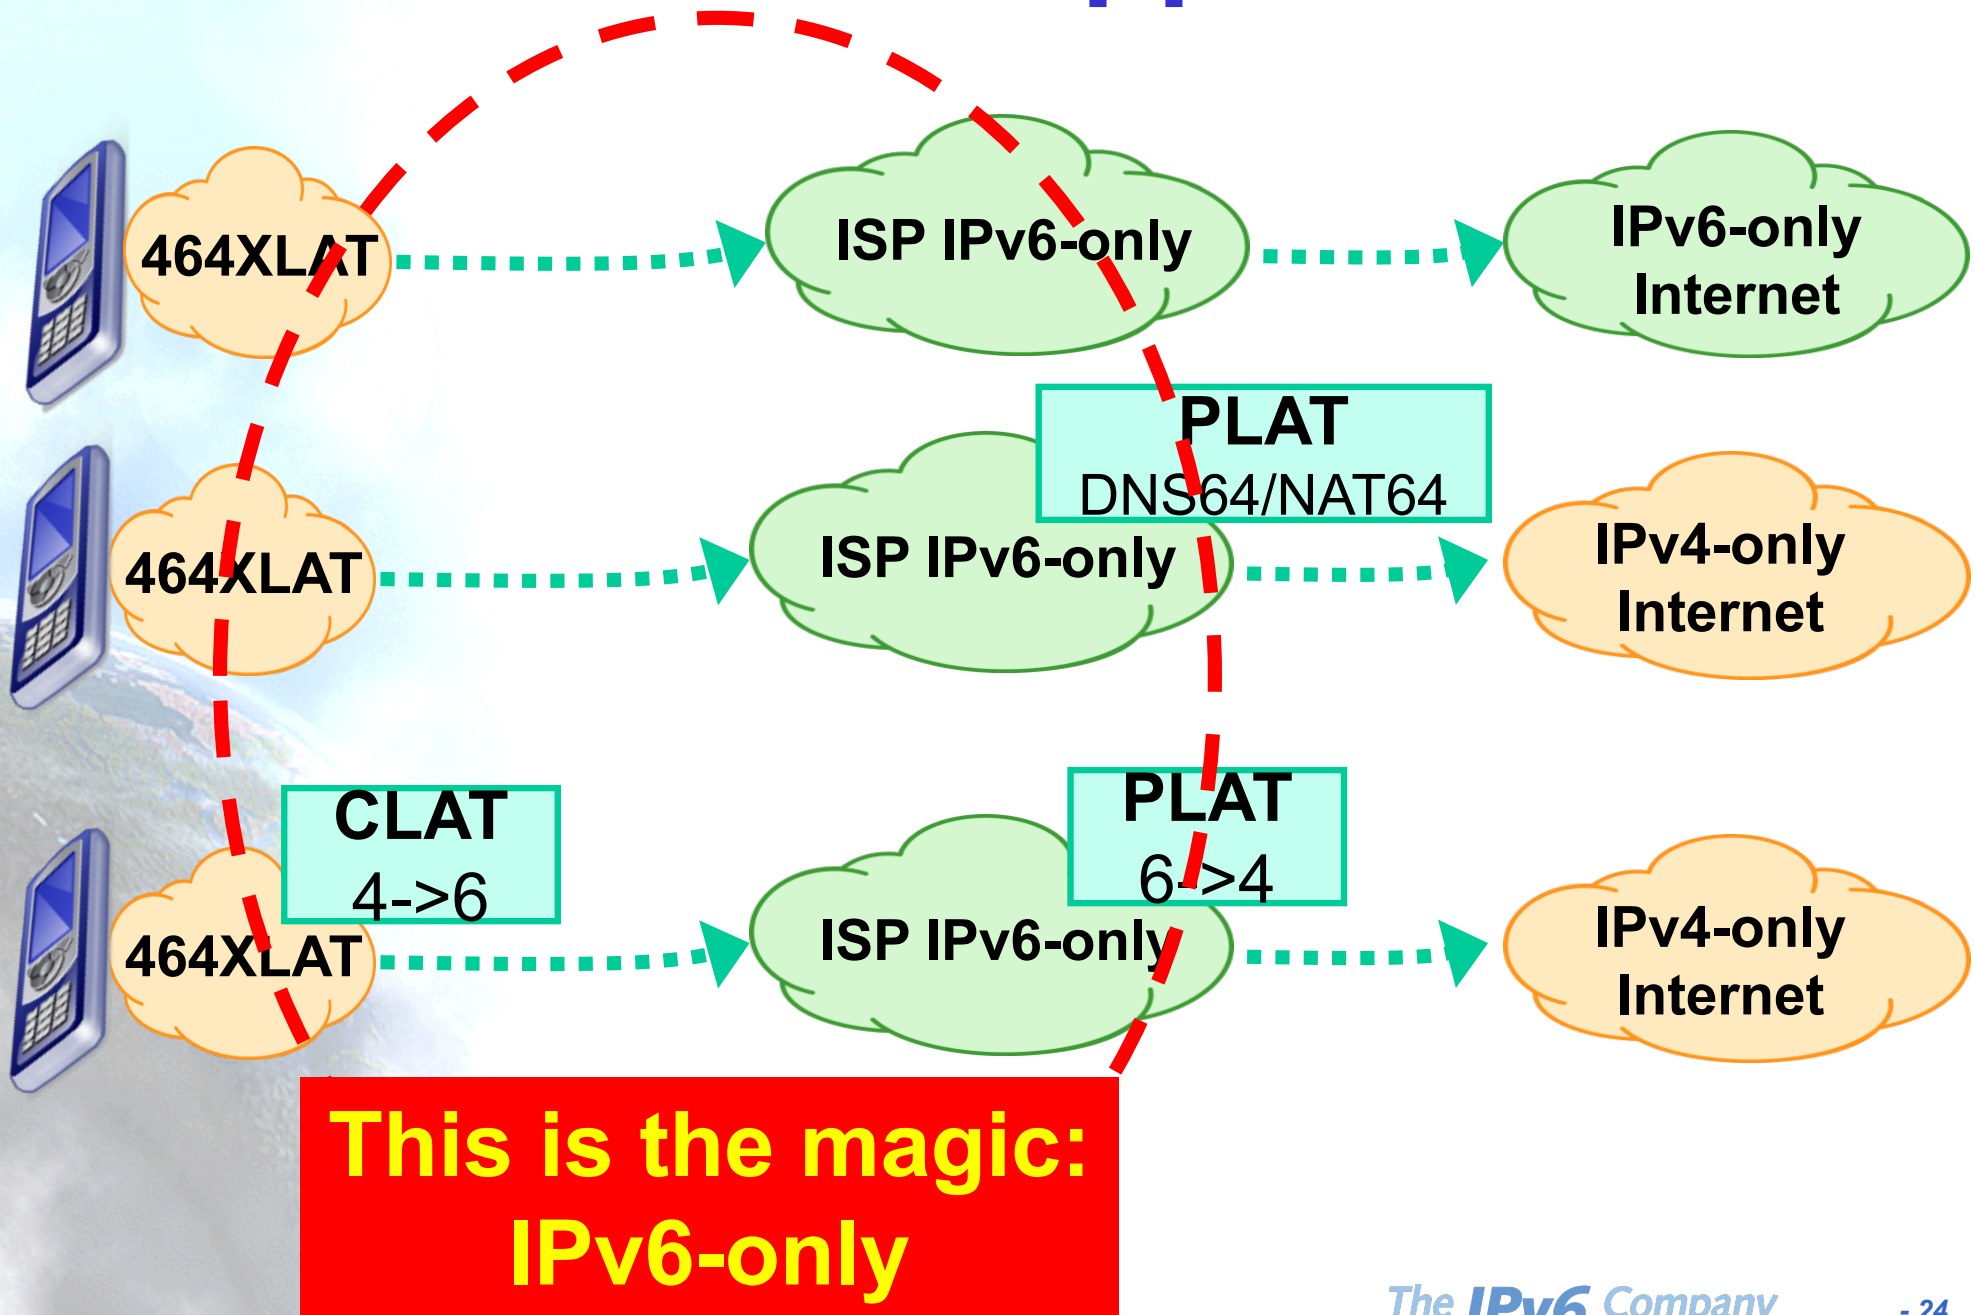 464XLAT
ISP IPv6-only
IPv6-only
Internet
PLAT
DNS64/NAT64
464XLAT
ISP IPv6-only
IPv4-only
Internet
CLAT
4->6
PLAT
6->4
464XLAT
ISP IPv6-only
IPv4-only
Internet
This is the magic:
IPv6-only
The IPv6 Company
- 24